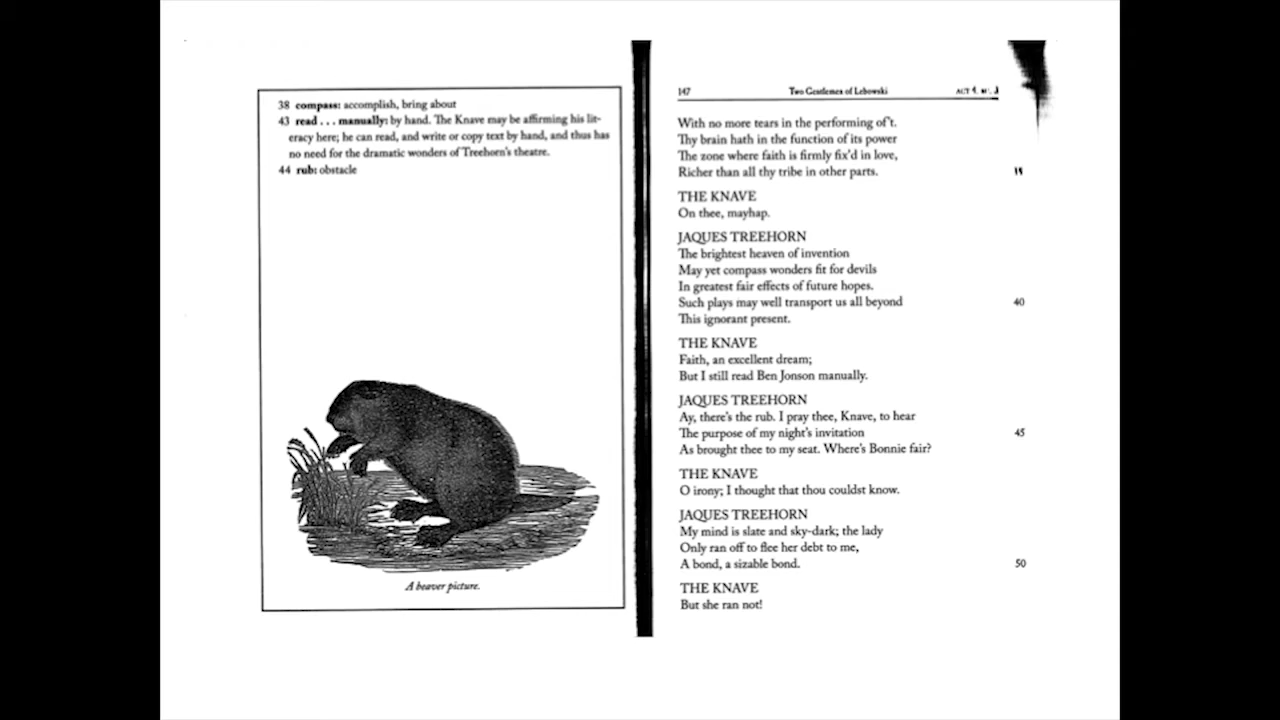 38 compass: accomplish, bring about
43 read . . . manually: by hand. The Knave may be affirming his lit-
eracy here; he can read, and write or copy text by hand, and thus has
no need for the dramatic wonders of Treehorn's theatre.
44 rub: obstacle
A beaver picture.
147 Two Gentlemen of Lebowski ACT 4
With no more tears in the performing of't.
Thy brain hath in the function of its power
The zone where faith is firmly fix'd in love,
Richer than all thy tribe in other parts.
THE KNAVE
On thee, mayhap.
JAQUES TREEHORN
The brightest heaven of invention
May yet compass wonders fit for devils
In greatest fair effects of future hopes.
Such plays may well transport us all beyond 40
This ignorant present.
THE KNAVE
Faith, an excellent dream;
But I still read Ben Jonson manually.
JAQUES TREEHORN
Ay, there's the rub. I pray thee, Knave, to hear
The purpose of my night's invitation 45
As brought thee to my seat. Where's Bonnie fair?
THE KNAVE
O irony; I thought that thou couldst know.
JAQUES TREEHORN
My mind is slate and sky-dark; the lady
Only ran off to flee her debt to me,
A bond, a sizable bond. 50
THE KNAVE
But she ran not!